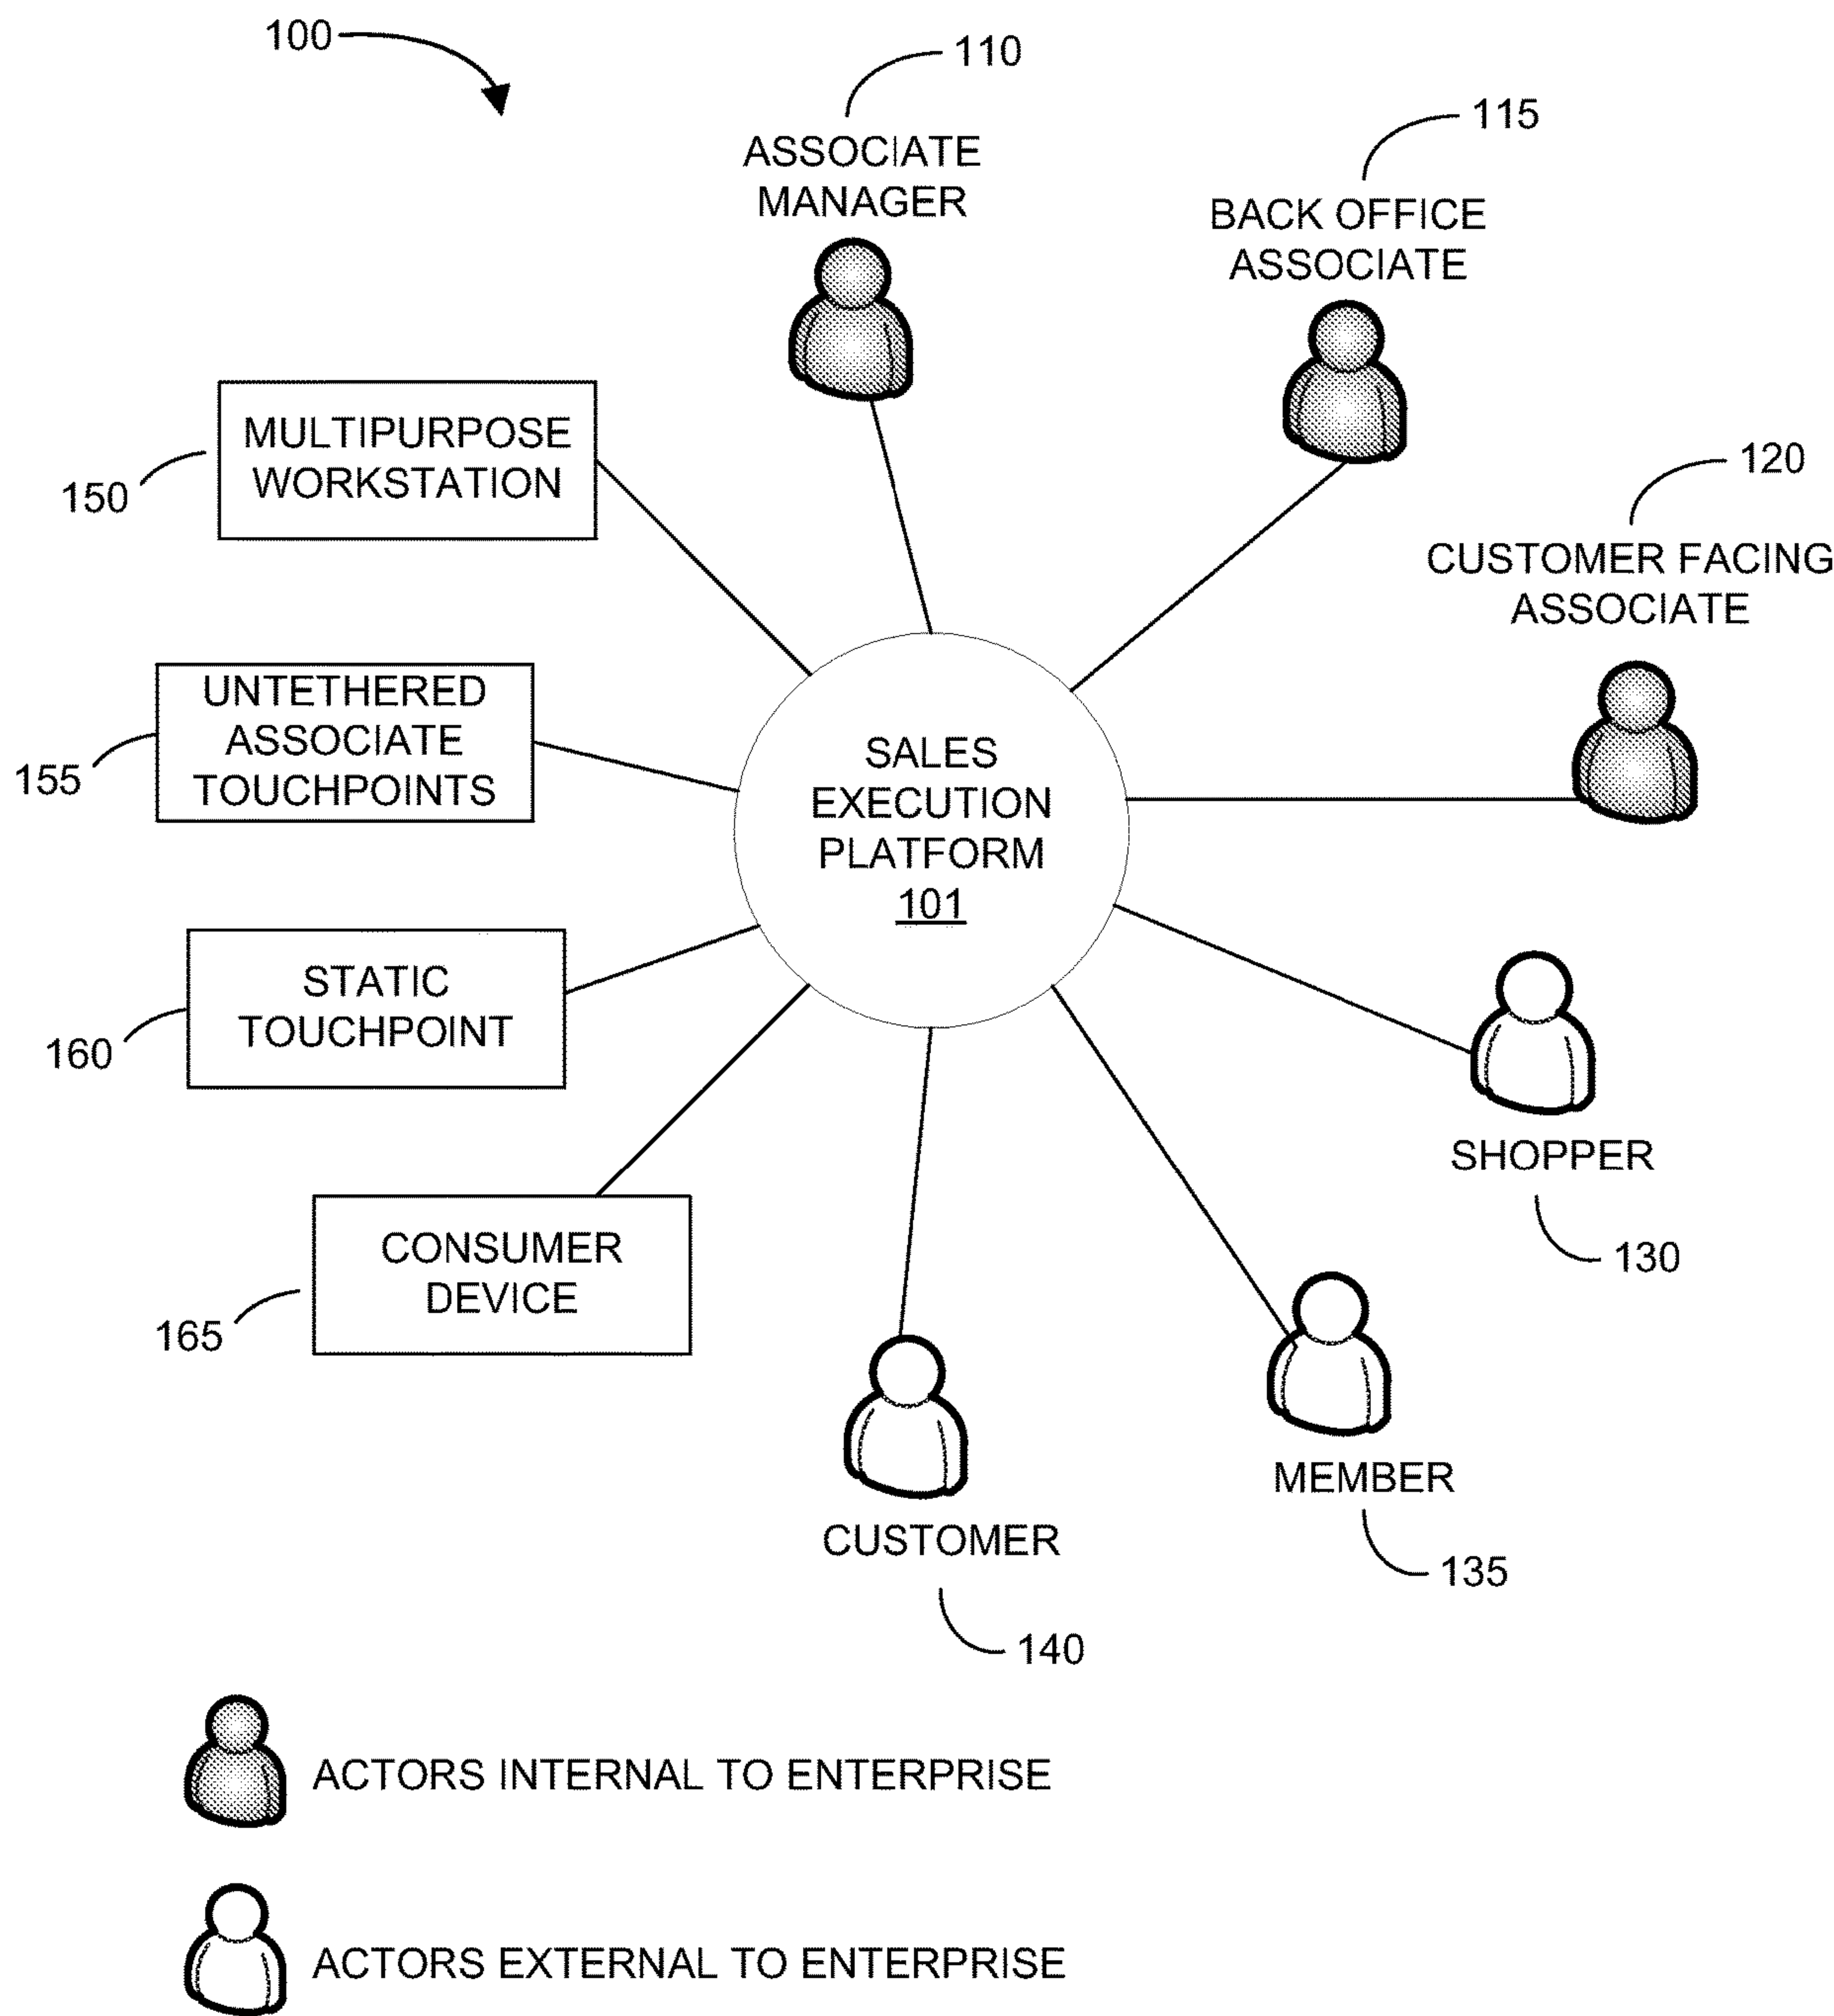 100
110
ASSOCIATE
MANAGER
115
BACK OFFICE
ASSOCIATE
120
CUSTOMER FACING
ASSOCIATE
MULTIPURPOSE
WORKSTATION
150
UNTETHERED
ASSOCIATE
TOUCHPOINTS
155
SALES
EXECUTION
PLATFORM
101
STATIC
TOUCHPOINT
160
SHOPPER
130
CONSUMER
DEVICE
165
MEMBER
135
CUSTOMER
140
ACTORS INTERNAL TO ENTERPRISE
ACTORS EXTERNAL TO ENTERPRISE